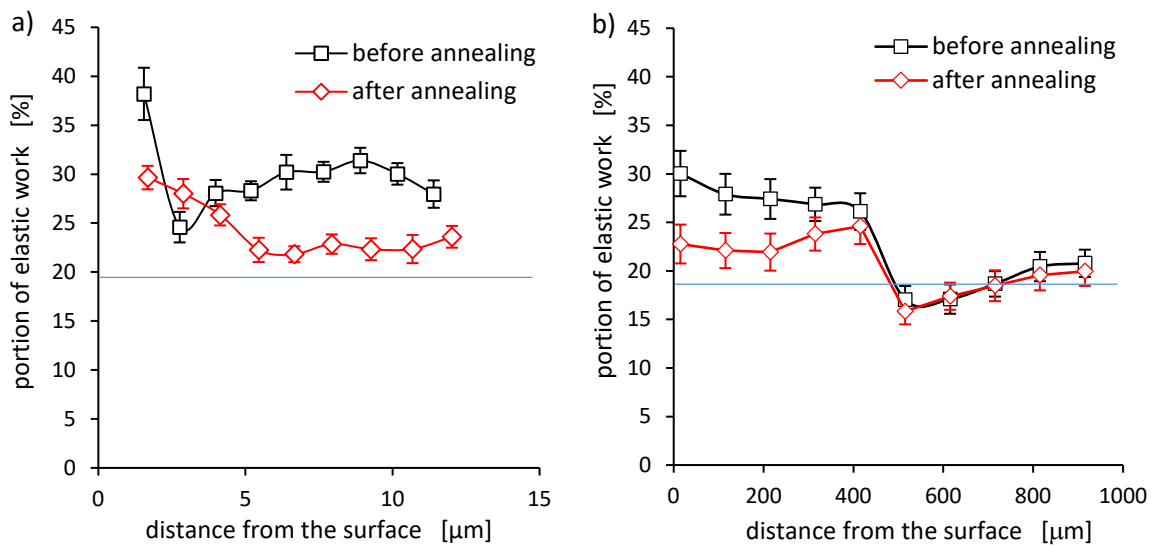 a)
portion of elastic work [%]
45
40
35
30
25
20
15
10
5
0
0 5 10 15
distance from the surface [µm]
before annealing
after annealing
b)
portion of elastic work [%]
45
40
35
30
25
20
15
10
5
0
0 200 400 600 800 1000
distance from the surface [µm]
before annealing
after annealing